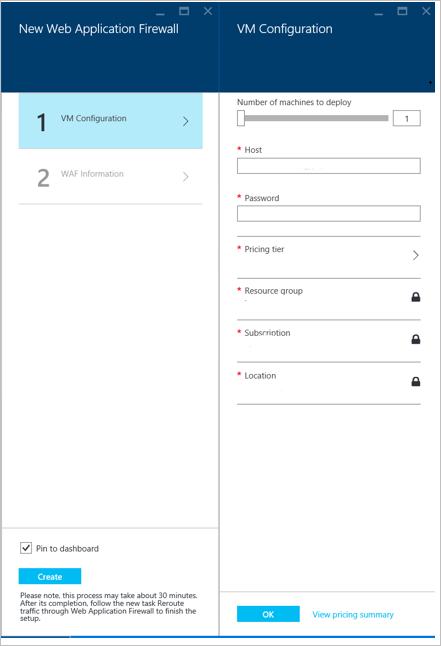 New Web Application Firewall
1
VM Configuration
2
WAF Information
Pin to dashboard
Create
Please note, this process may take about 30 minutes.
After its completion, follow the new task Reroute
traffic through Web Application Firewall to finish the
setup.
VM Configuration
Number of machines to deploy
1
* Host
* Password
* Pricing tier
* Resource group
* Subscription
* Location
OK
View pricing summary